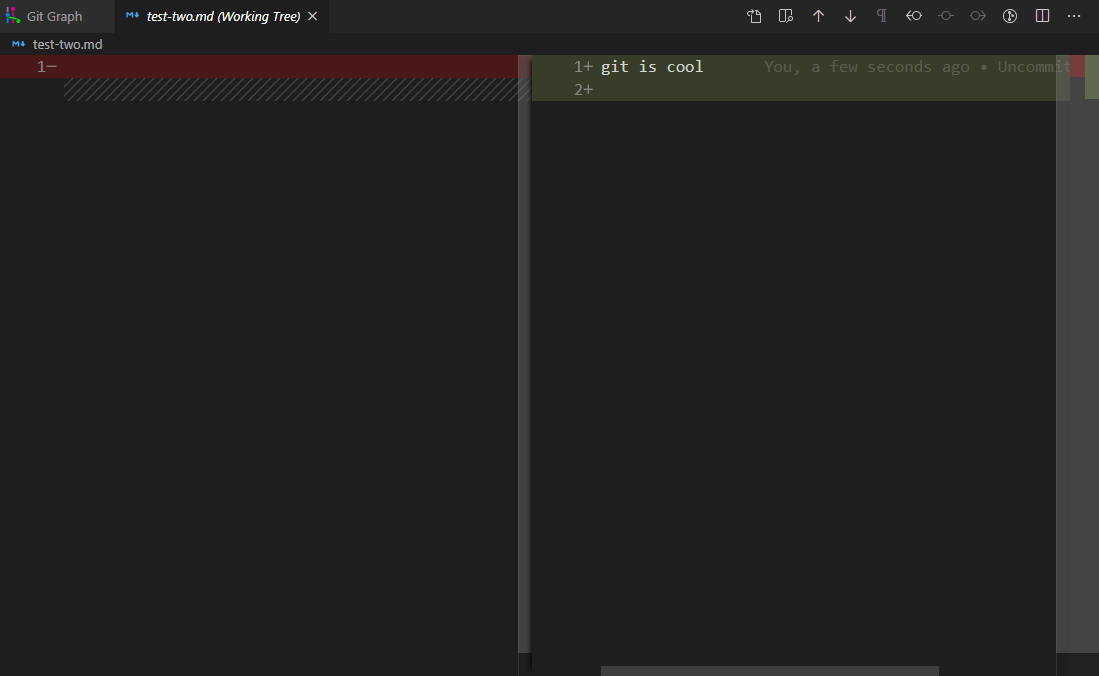 Git Graph
test-two.md (Working Tree)
test-two.md
1−
1+ git is cool You, a few seconds ago • Uncommit
2+